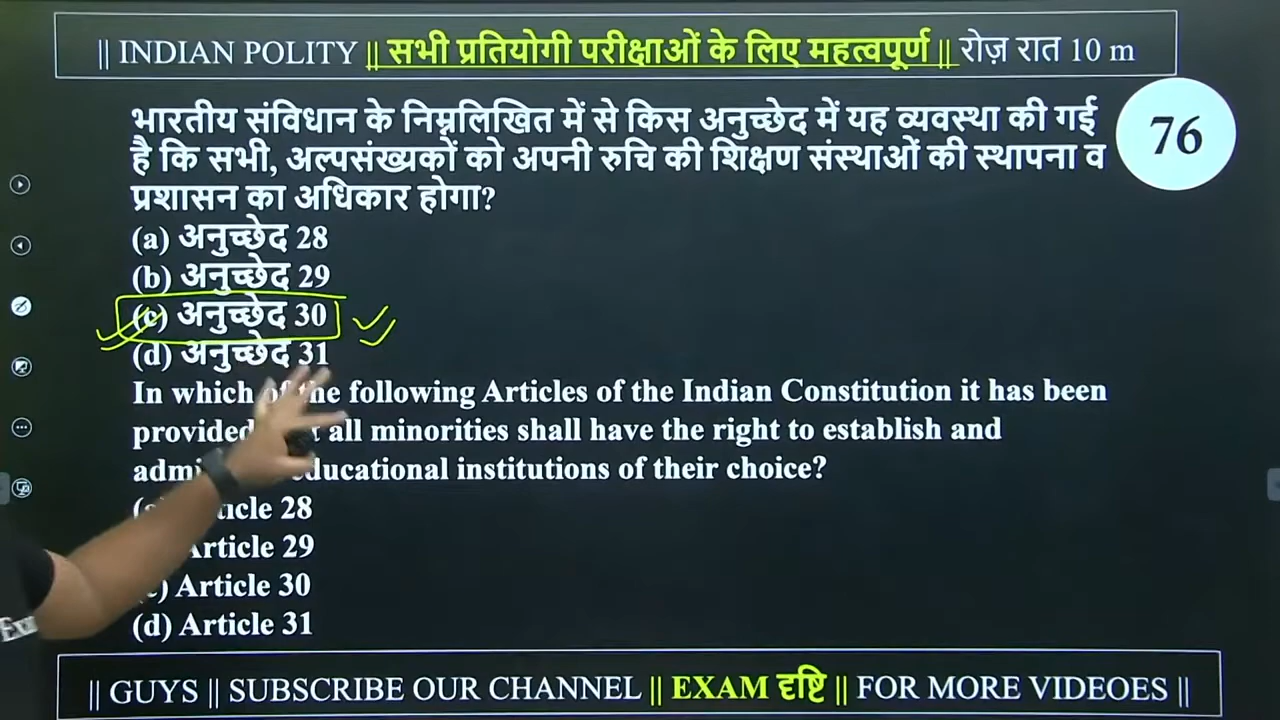 || INDIAN POLITY || सभी प्रतियोगी परीक्षाओं के लिए महत्वपूर्ण || रोज़ रात 10 m
76
भारतीय संविधान के निम्नलिखित में से किस अनुच्छेद में यह व्यवस्था की गई
है कि सभी, अल्पसंख्यकों को अपनी रुचि की शिक्षण संस्थाओं की स्थापना व
प्रशासन का अधिकार होगा?
(a) अनुच्छेद 28
(b) अनुच्छेद 29
(c) अनुच्छेद 30
(d) अनुच्छेद 31
In which of the following Articles of the Indian Constitution it has been
provided all minorities shall have the right to establish and
educational institutions of their choice?
Article 28
Article 29
Article 30
(d) Article 31
|| GUYS || SUBSCRIBE OUR CHANNEL || EXAM दृष्टि || FOR MORE VIDEOES ||